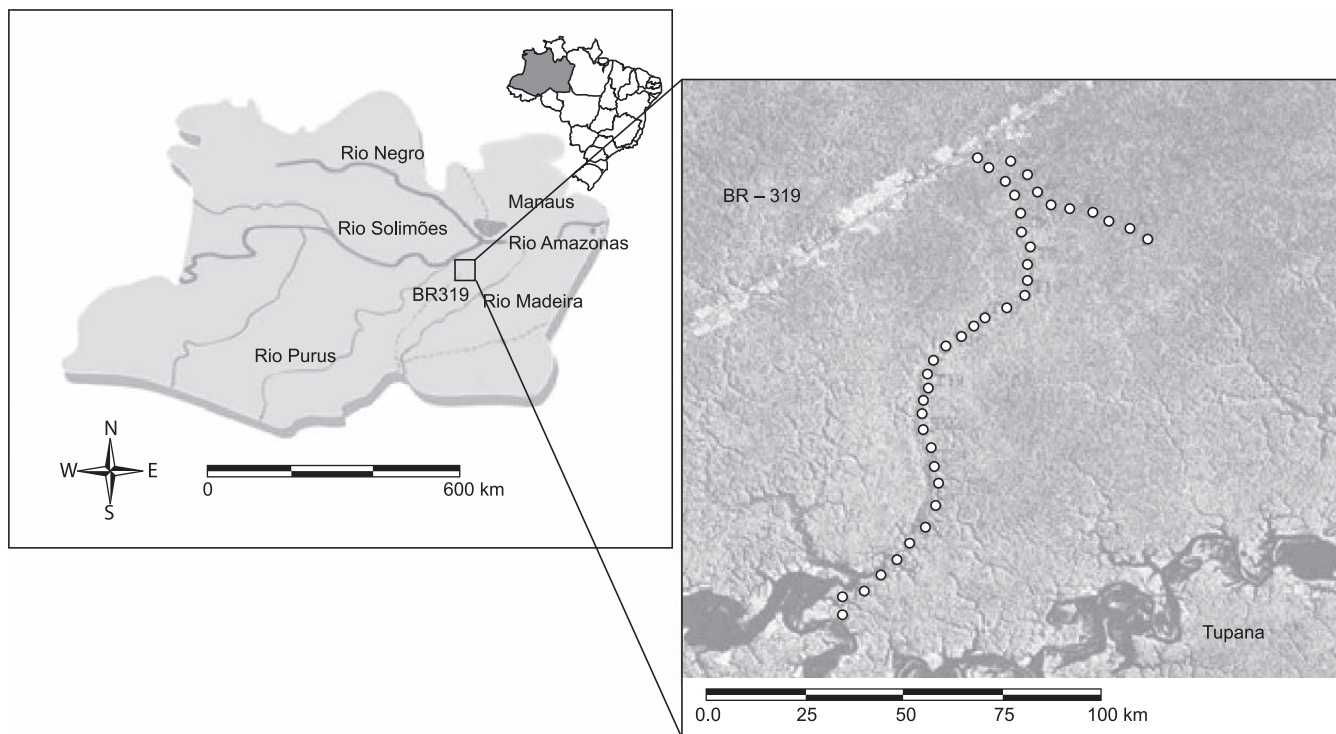 Rio Negro
Manaus
Rio Solimões
Rio Amazonas
BR319
Rio Madeira
Rio Purus
N
W
E
S
0
600 km
BR – 319
Tupana
0.0
25
50
75
100 km